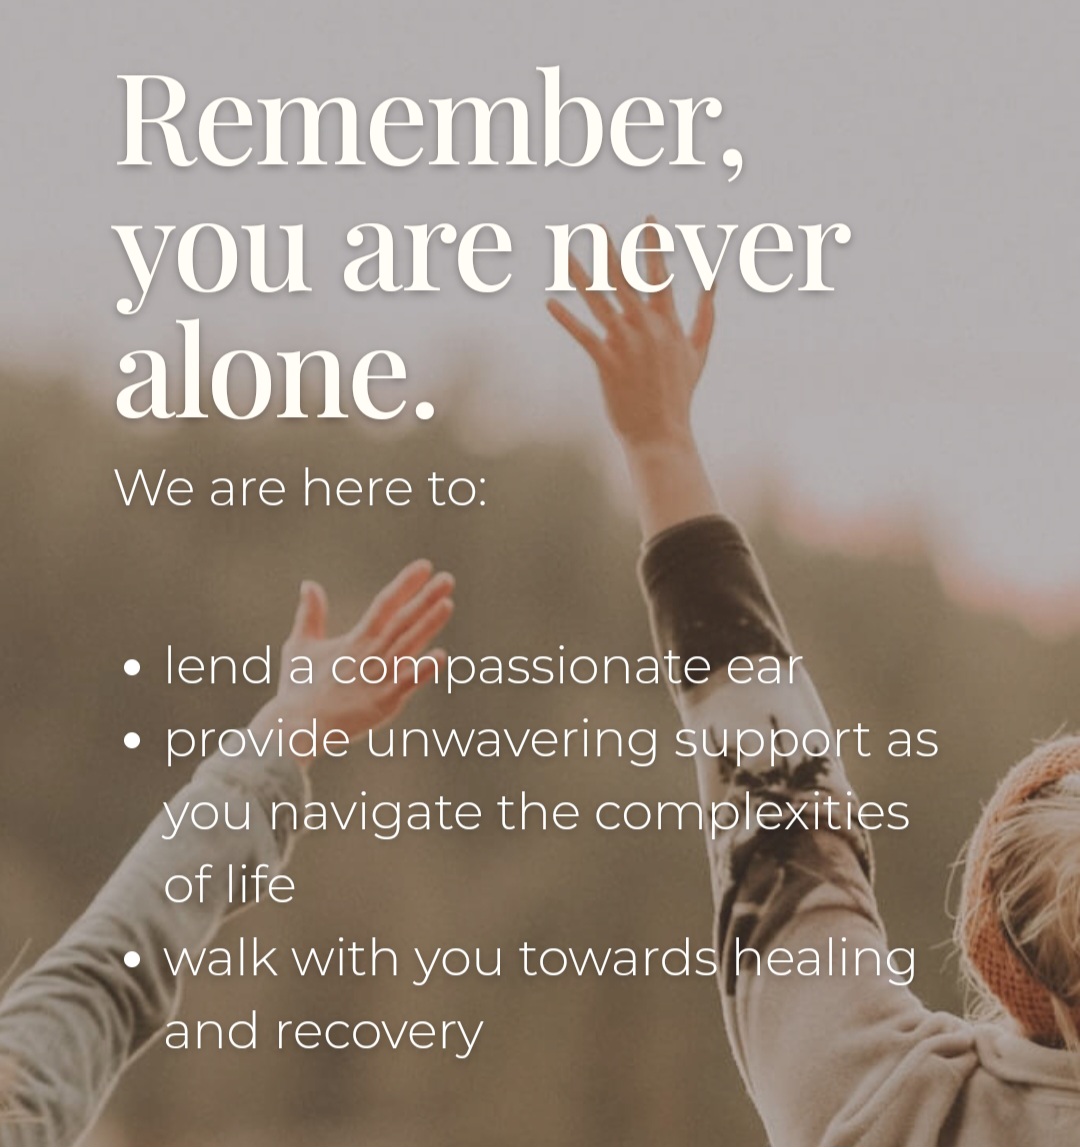 Remember,
you are never
alone.
We are here to:
• lend a compassionate ear
• provide unwavering support as
you navigate the complexities
of life
• walk with you towards healing
and recovery